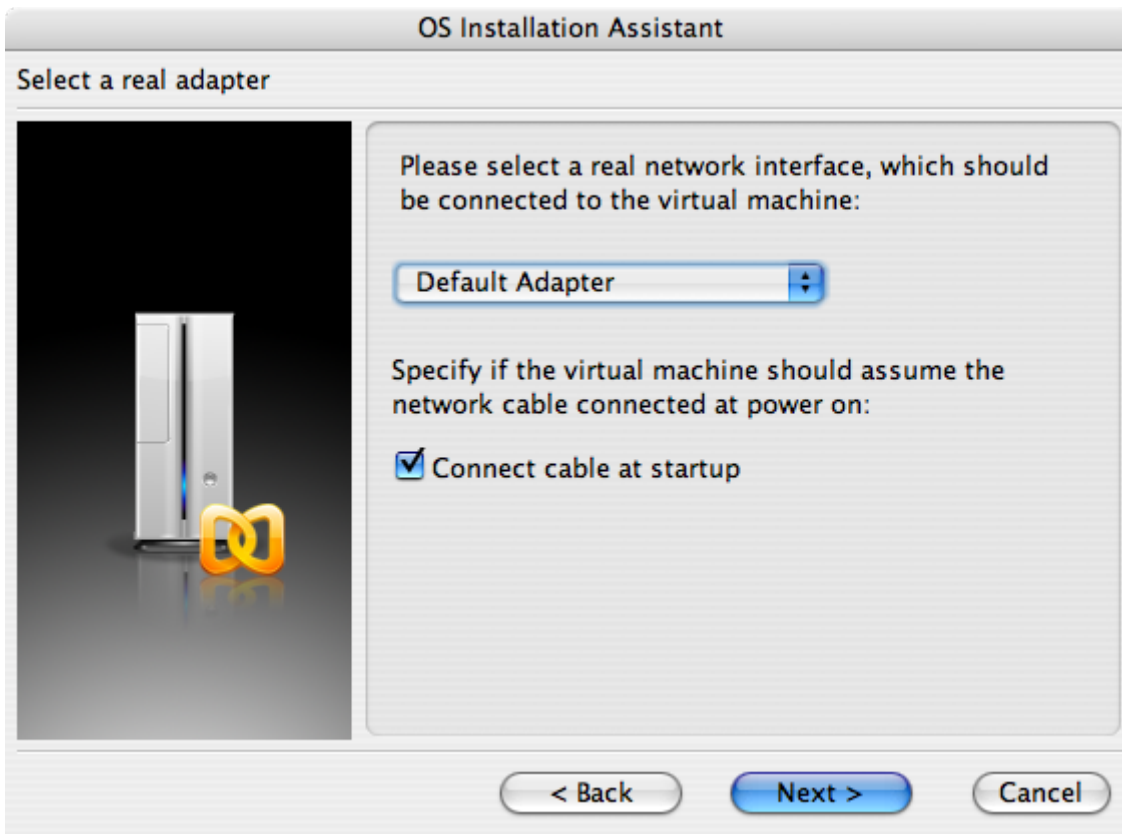 OS Installation Assistant
Select a real adapter
Please select a real network interface, which should
be connected to the virtual machine:
Default Adapter
Specify if the virtual machine should assume the
network cable connected at power on:
Connect cable at startup
< Back
Next >
Cancel